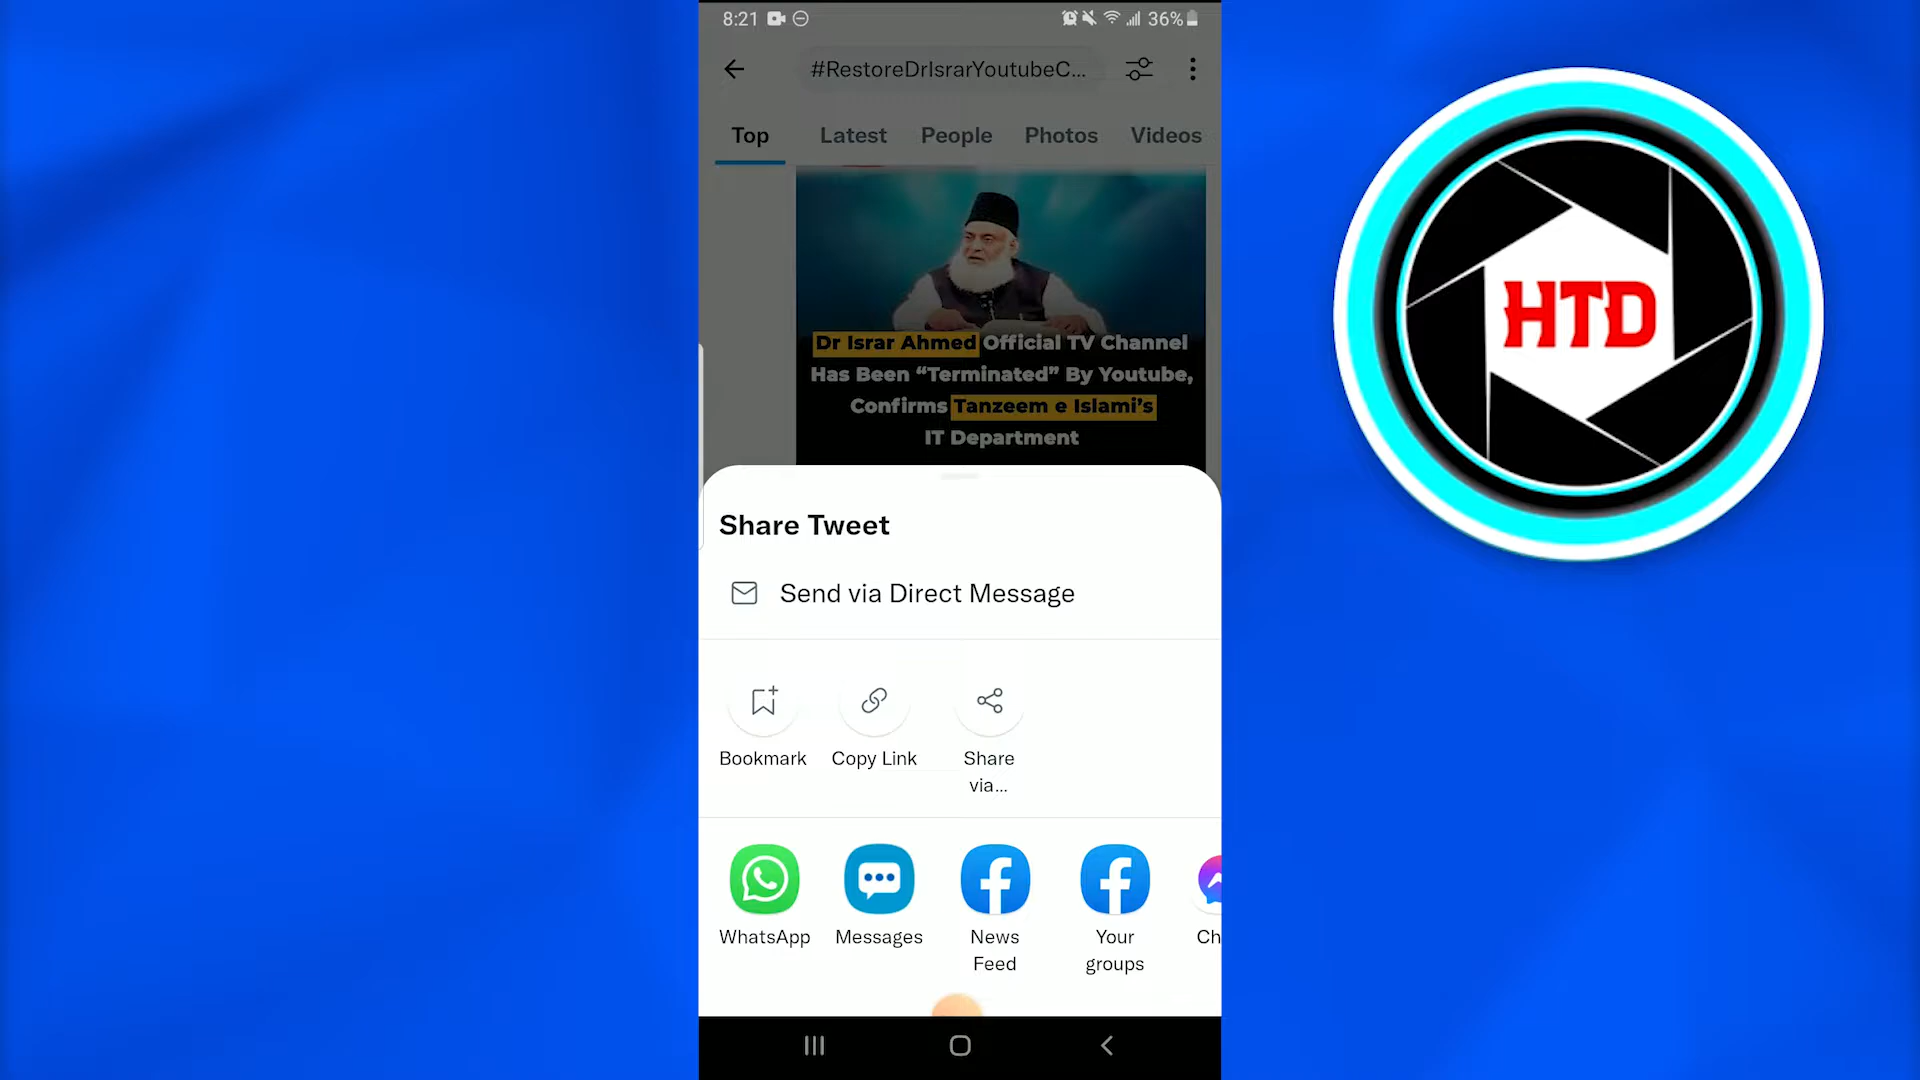 8:21
36%
#RestoreDrIsrarYoutubeC...
Top Latest People Photos Videos
Dr Israr Ahmed Official TV Channel
Has Been “Terminated” By Youtube,
Confirms Tanzeem e Islami’s
IT Department
Share Tweet
Send via Direct Message
Bookmark
Copy Link
Share
via...
WhatsApp
Messages
News
Feed
Your
groups
Ch
HTD